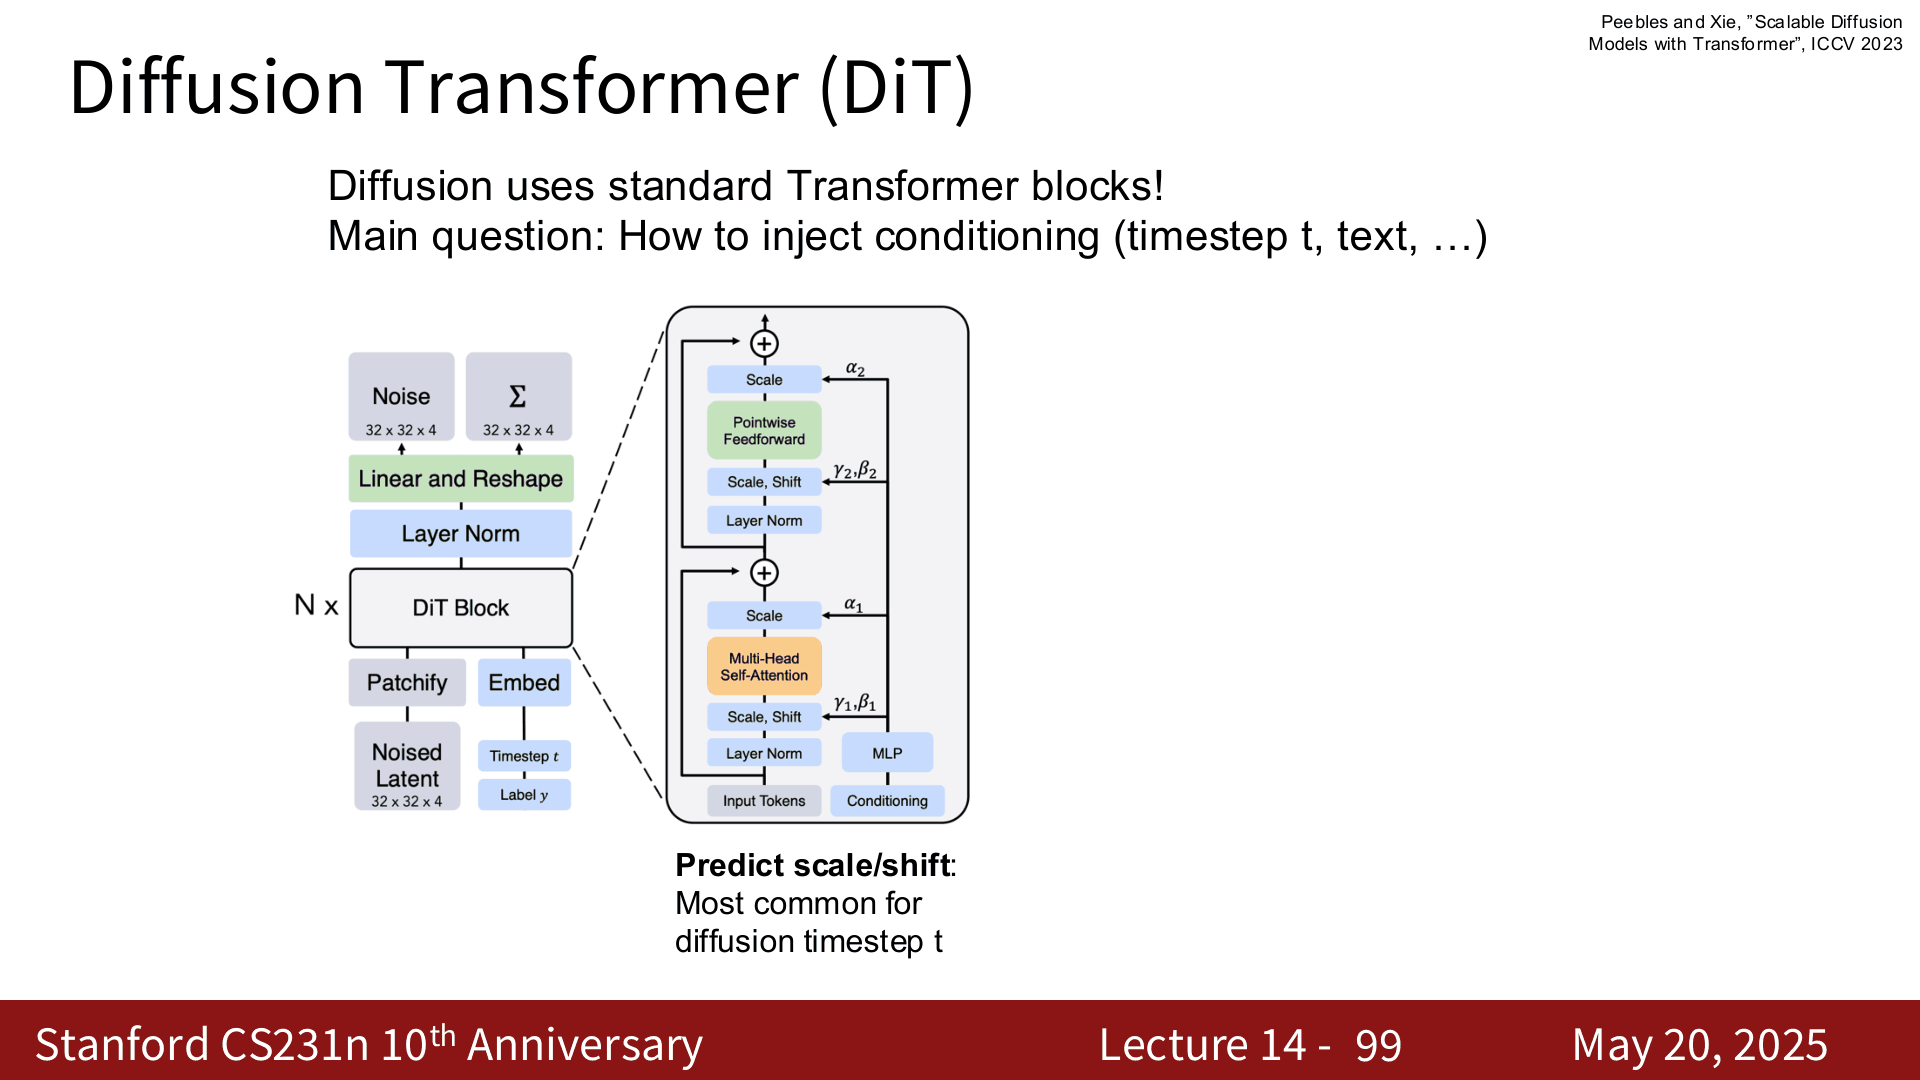 Peebles and Xie, ”Scalable Diffusion
Models with Transformer”, ICCV 2023
Diffusion Transformer (DiT)
Diffusion uses standard Transformer blocks!
Main question: How to inject conditioning (timestep t, text, …)
Noise
32 x 32 x 4
Σ
32 x 32 x 4
Linear and Reshape
Layer Norm
N x
DiT Block
Patchify
Embed
Noised
Latent
32 x 32 x 4
Timestep t
Label y
α₂
Scale
Pointwise
Feedforward
γ₂,β₂
Scale, Shift
Layer Norm
α₁
Scale
Multi-Head
Self-Attention
γ₁,β₁
Scale, Shift
Layer Norm
MLP
Input Tokens
Conditioning
Predict scale/shift:
Most common for
diffusion timestep t
Stanford CS231n 10th Anniversary
Lecture 14 - 99
May 20, 2025